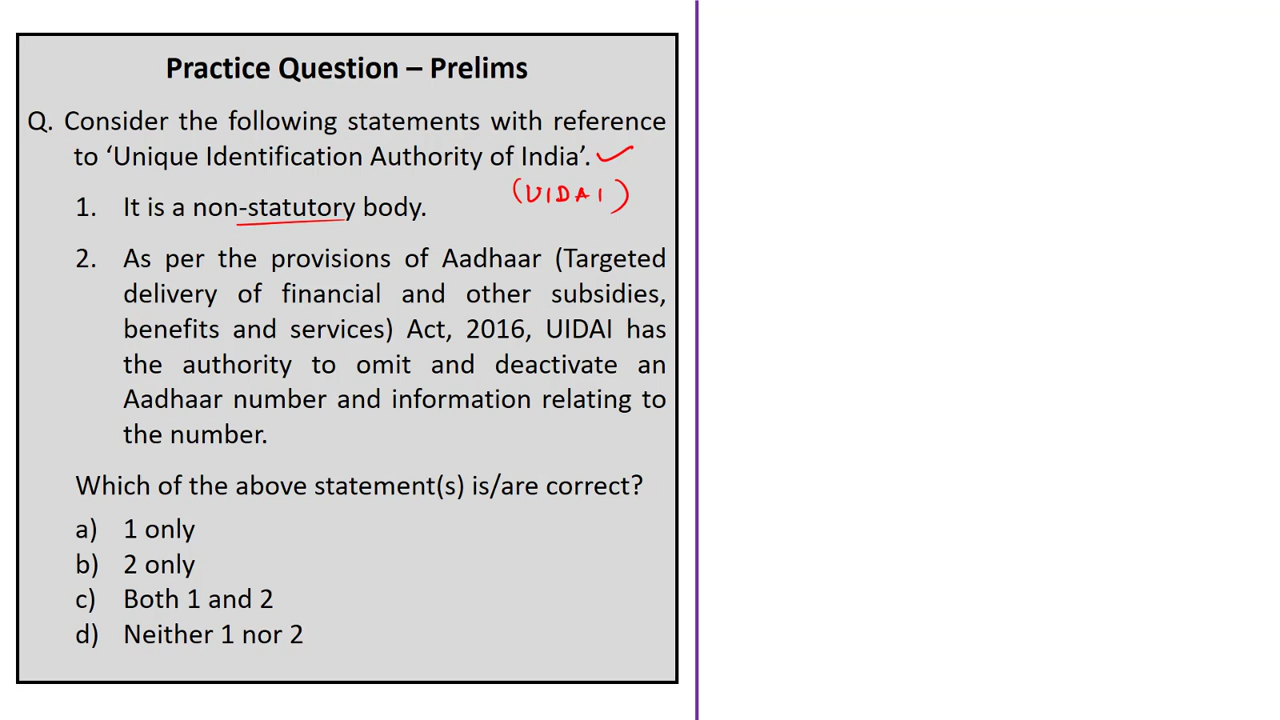 Practice Question – Prelims
Q. Consider the following statements with reference
to ‘Unique Identification Authority of India’.
(UIDAI)
1. It is a non-statutory body.
2. As per the provisions of Aadhaar (Targeted
delivery of financial and other subsidies,
benefits and services) Act, 2016, UIDAI has
the authority to omit and deactivate an
Aadhaar number and information relating to
the number.
Which of the above statement(s) is/are correct?
a) 1 only
b) 2 only
c) Both 1 and 2
d) Neither 1 nor 2